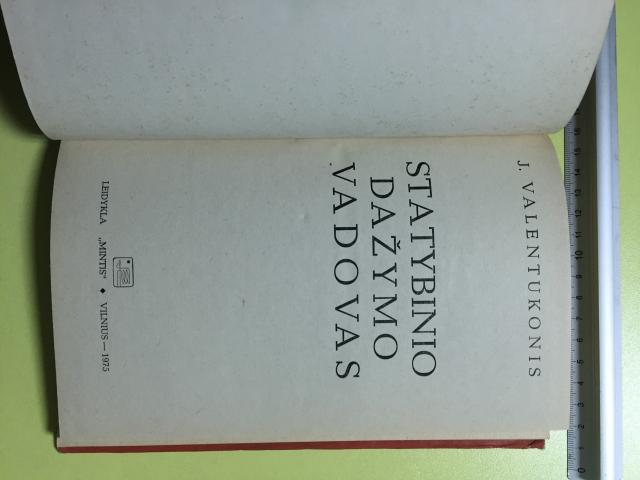 J. VALENTUKONIS
STATYBINIO
DAŽYMO
VADOVAS
LEIDYKLA „MINTIS“ ◆ VILNIUS — 1975